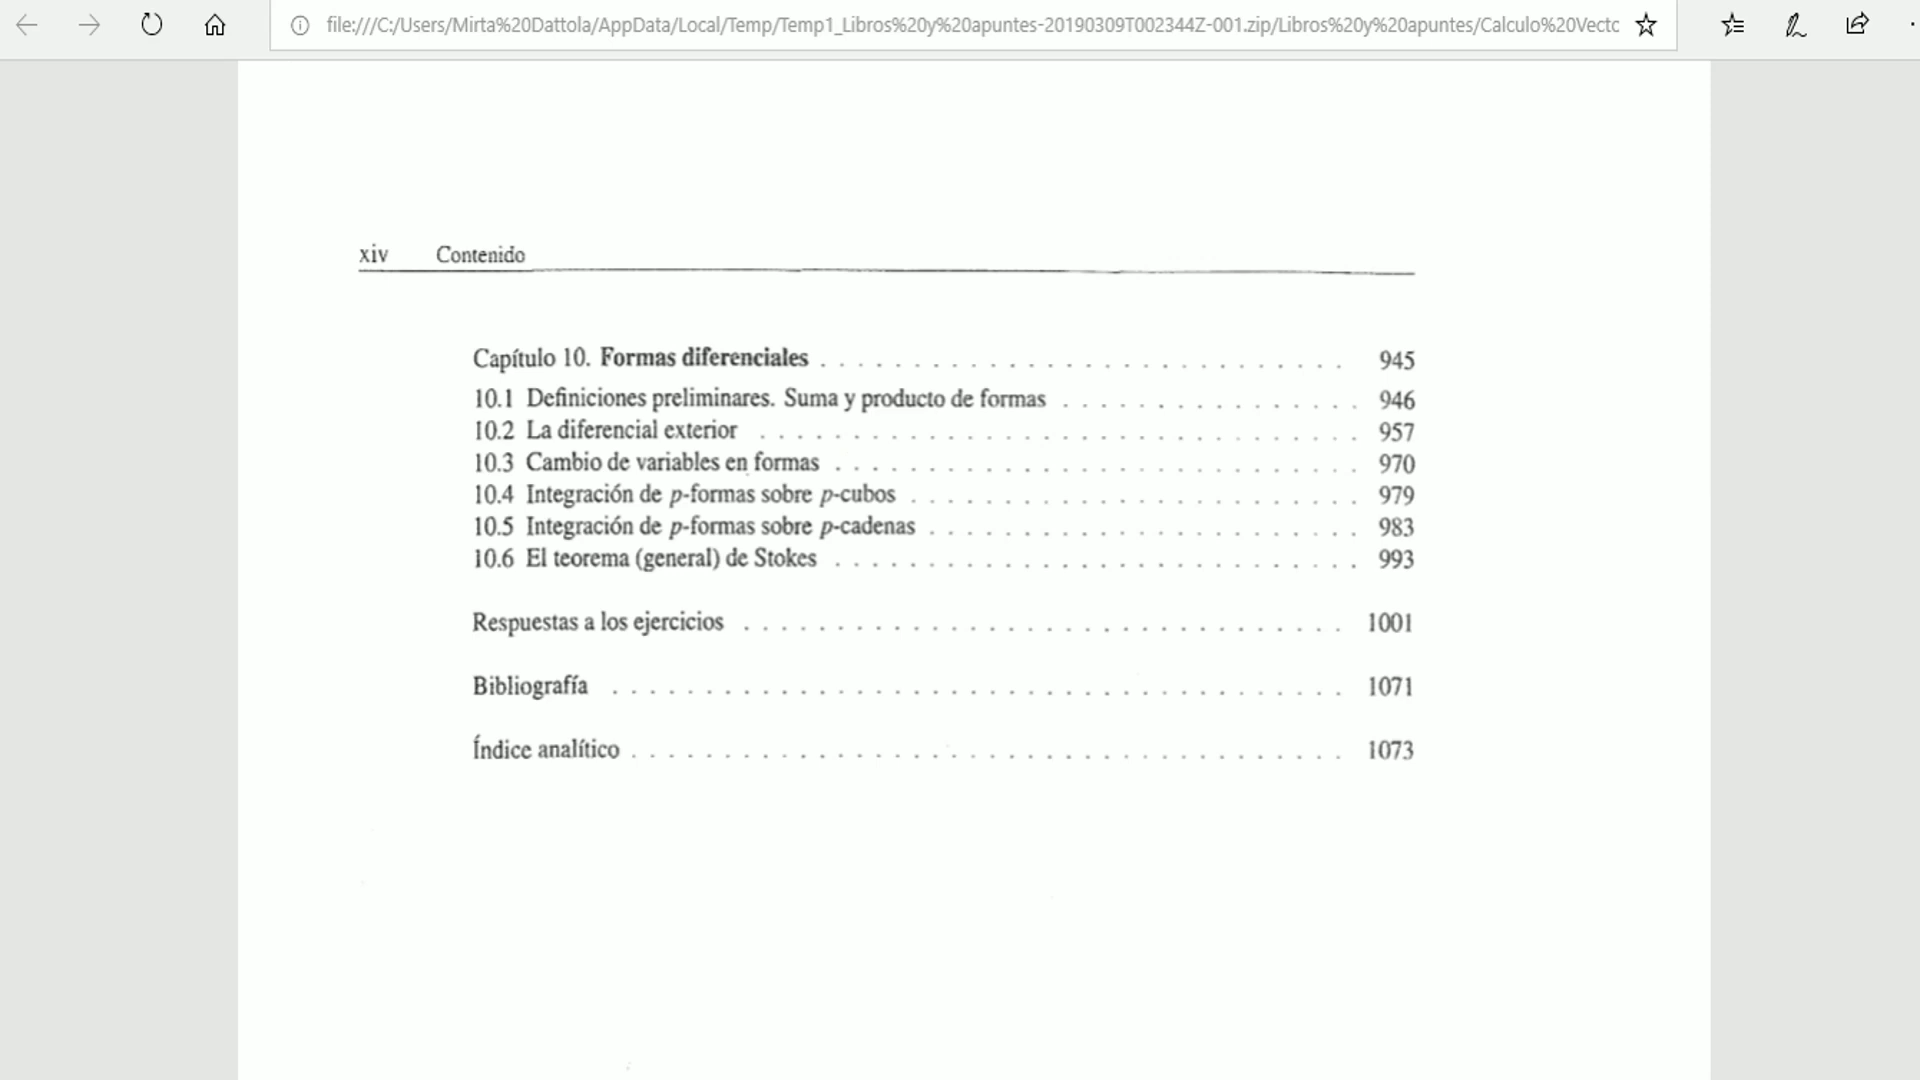 file:///C:/Users/Mirta%20Dattola/AppData/Local/Temp/Temp1_Libros%20y%20apuntes-20190309T002344Z-001.zip/Libros%20y%20apuntes/Calculo%20Vecto
xiv Contenido
Capítulo 10. Formas diferenciales . . . . . . . . . . . . . . . . . . . . . . . . . . . . 945
10.1 Definiciones preliminares. Suma y producto de formas . . . . . . . . . . . . . 946
10.2 La diferencial exterior . . . . . . . . . . . . . . . . . . . . . . . . . . 957
10.3 Cambio de variables en formas . . . . . . . . . . . . . . . . . . . . . . . 970
10.4 Integración de p-formas sobre p-cubos . . . . . . . . . . . . . . . . . . . 979
10.5 Integración de p-formas sobre p-cadenas . . . . . . . . . . . . . . . . . . . 983
10.6 El teorema (general) de Stokes . . . . . . . . . . . . . . . . . . . . . . . 993
Respuestas a los ejercicios . . . . . . . . . . . . . . . . . . . . . . . . . . . . . . . . 1001
Bibliografía . . . . . . . . . . . . . . . . . . . . . . . . . . . . . . . . . . . . . . . 1071
Índice analítico . . . . . . . . . . . . . . . . . . . . . . . . . . . . . . . . . . . . . . 1073